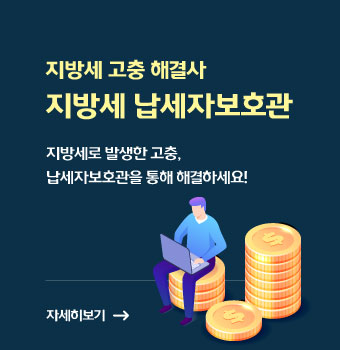 지방세 고충 해결사
지방세 납세자보호관
지방세로 발생한 고충,
납세자보호관을 통해 해결하세요!
자세히보기 →